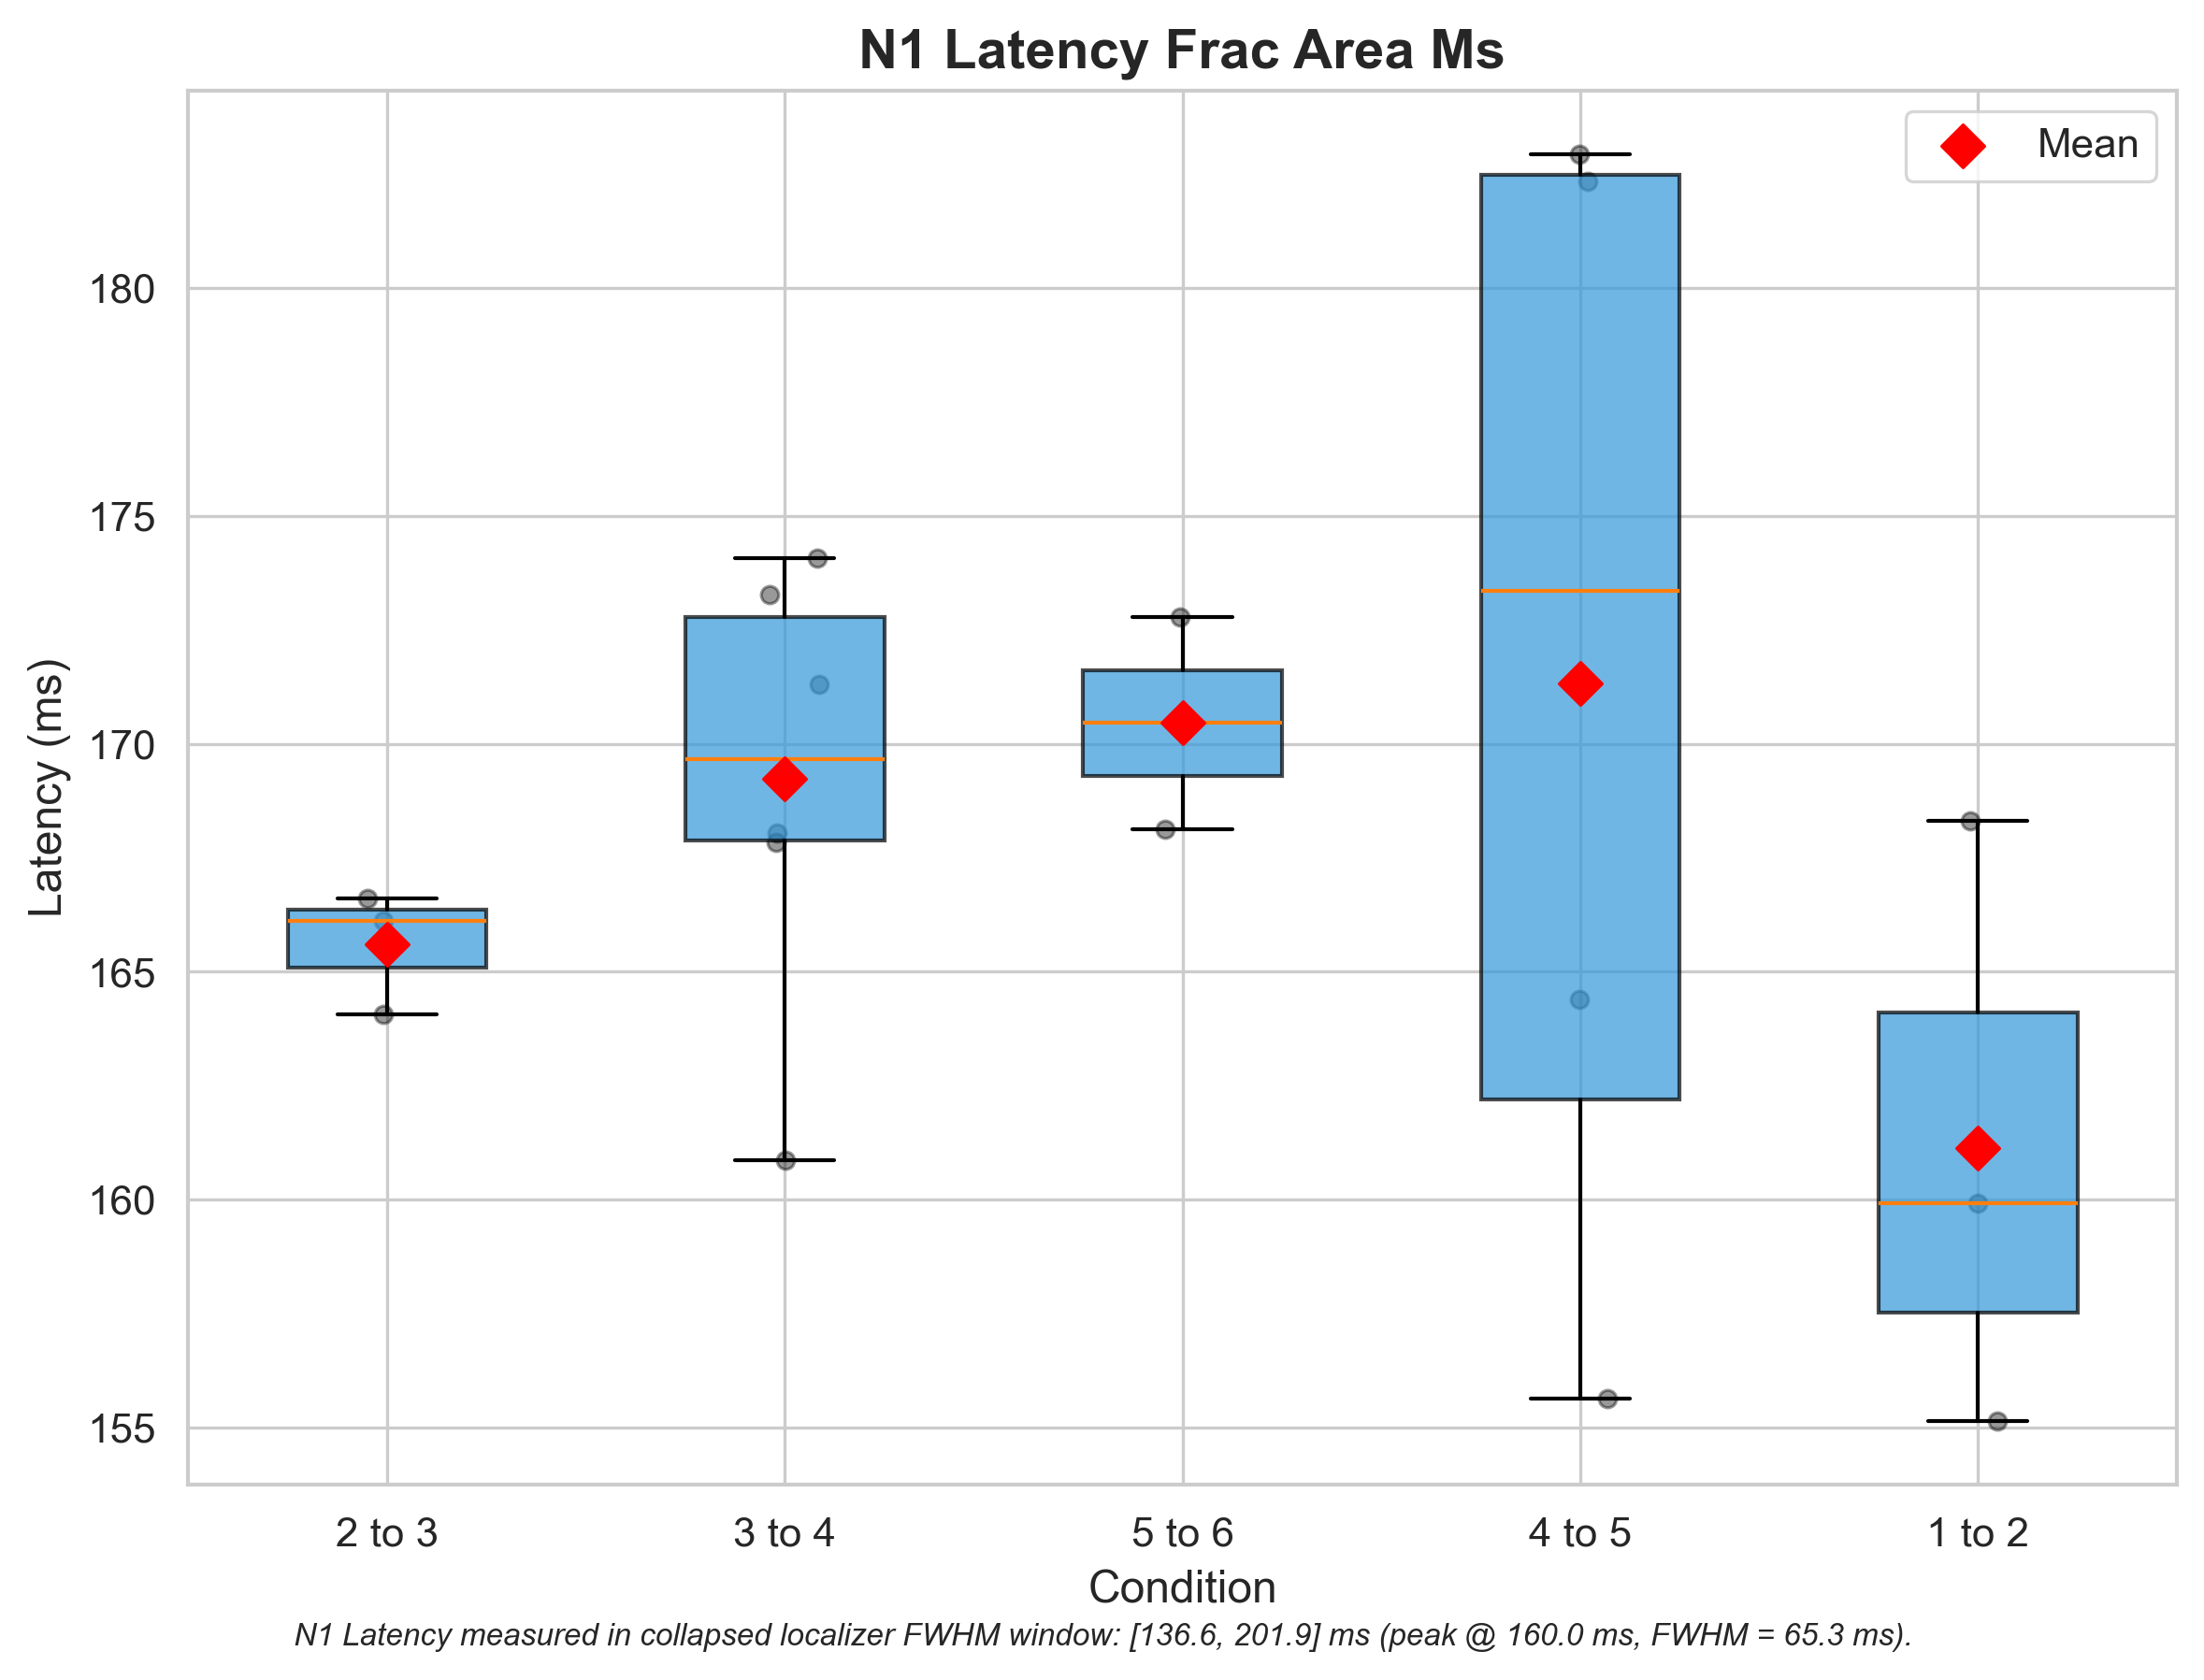 N1 Latency Frac Area Ms
Mean
Latency (ms)
180
175
170
165
160
155
2 to 3
3 to 4
5 to 6
4 to 5
1 to 2
Condition
N1 Latency measured in collapsed localizer FWHM window: [136.6, 201.9] ms (peak @ 160.0 ms, FWHM = 65.3 ms).